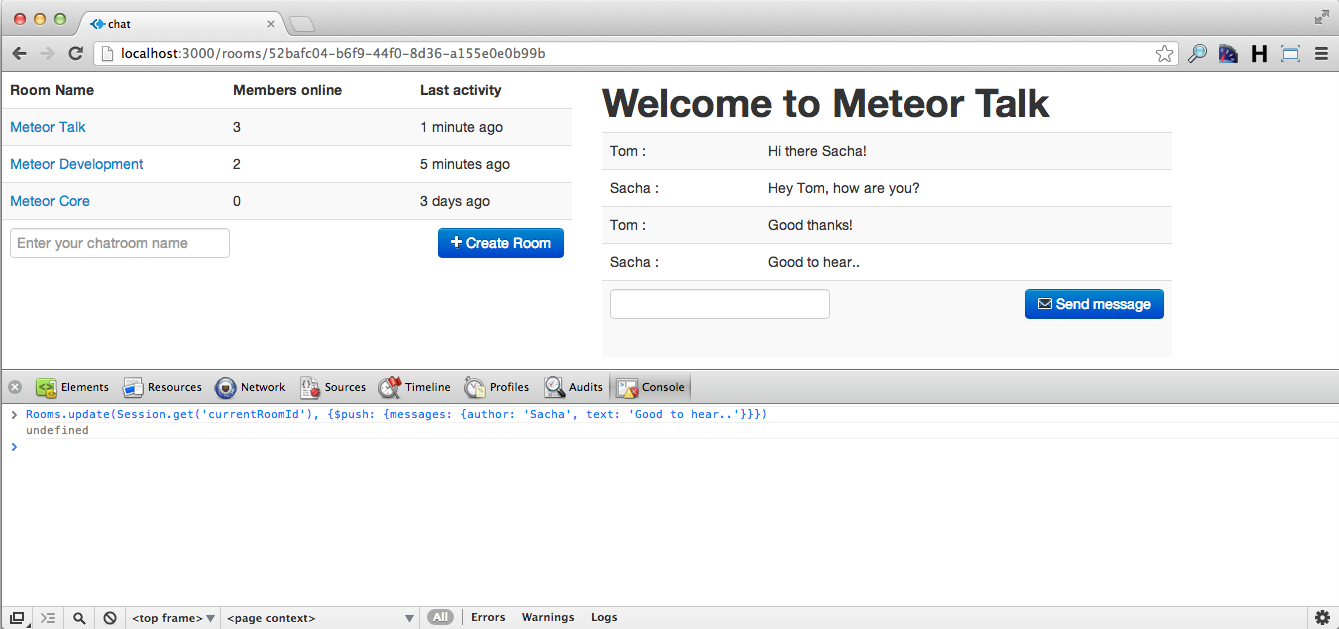 chat
localhost:3000/rooms/52bafc04-b6f9-44f0-8d36-a155e0e0b99b
H
Room Name Members online Last activity
Meteor Talk 3 1 minute ago
Meteor Development 2 5 minutes ago
Meteor Core 0 3 days ago
Enter your chatroom name + Create Room
Welcome to Meteor Talk
Tom : Hi there Sacha!
Sacha : Hey Tom, how are you?
Tom : Good thanks!
Sacha : Good to hear..
Send message
Elements Resources Network Sources Timeline Profiles Audits Console
> Rooms.update(Session.get('currentRoomId'), {$push: {messages: {author: 'Sacha', text: 'Good to hear..'}}})
undefined
>
<top frame> <page context> All Errors Warnings Logs